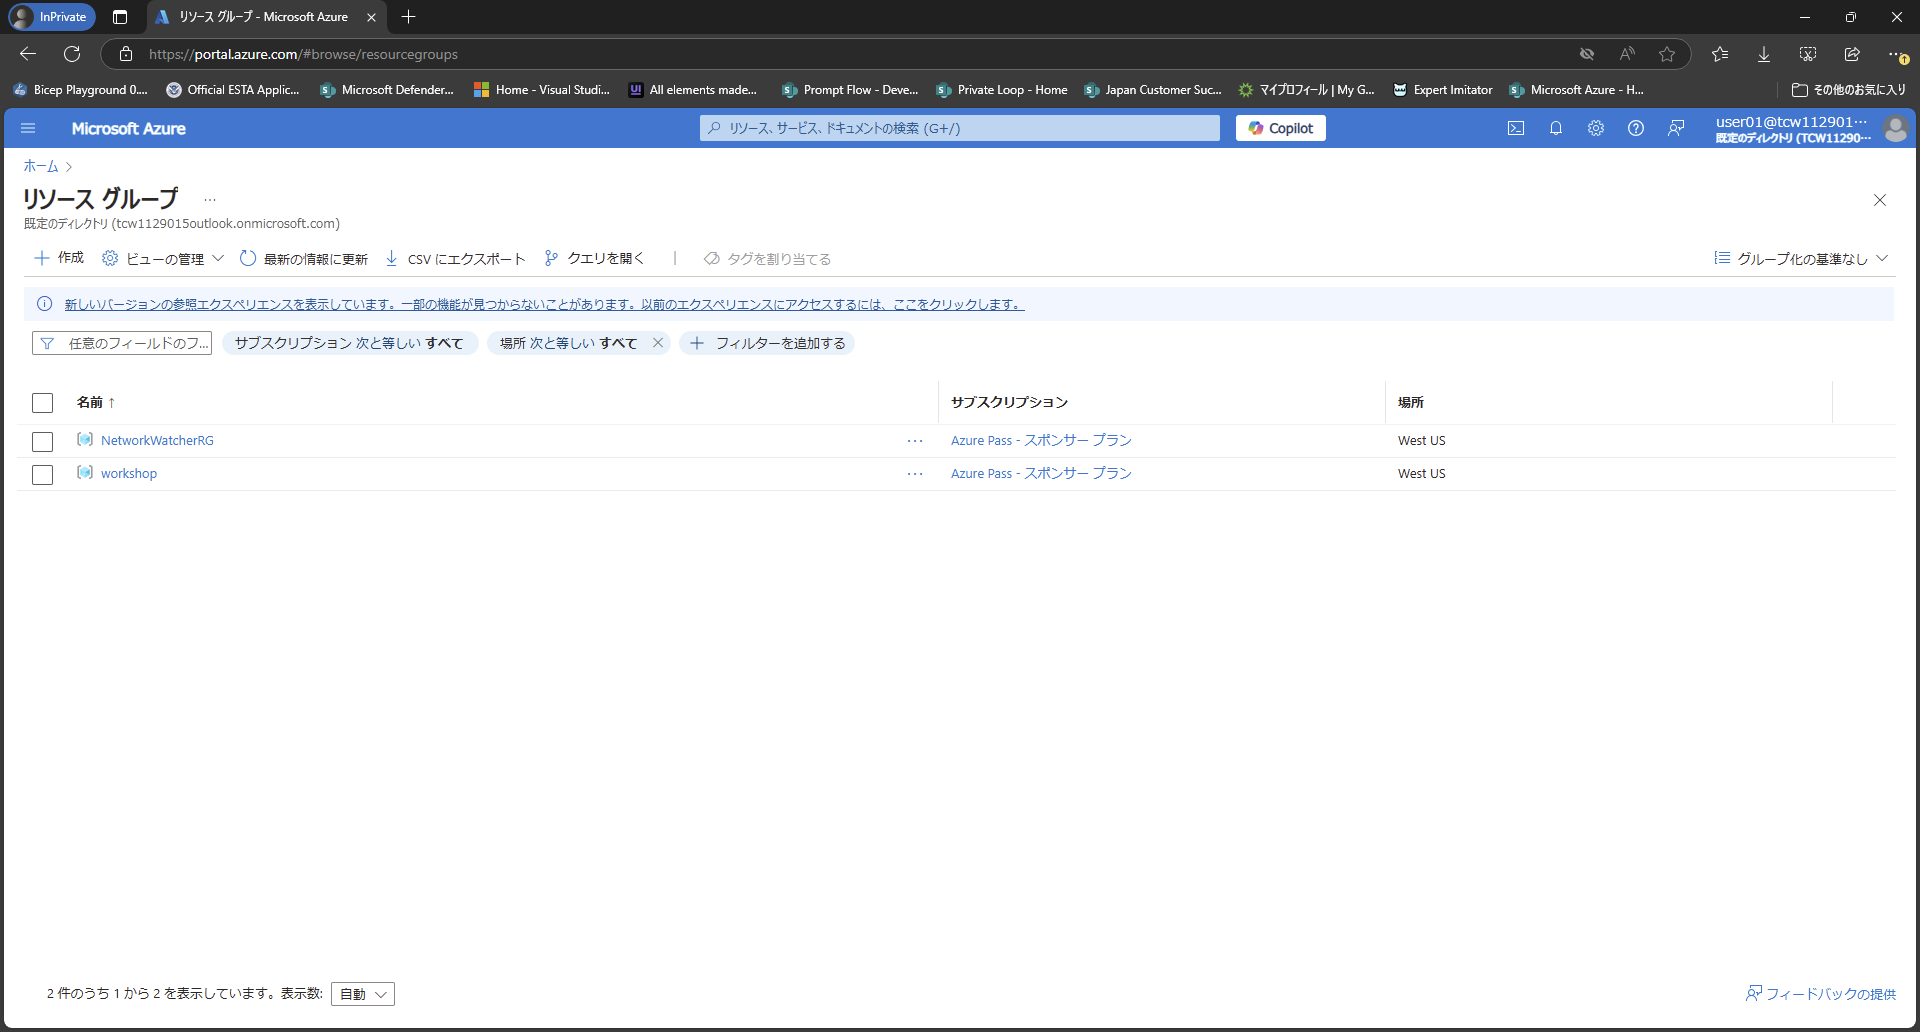 InPrivate
リソース グループ - Microsoft Azure
https://portal.azure.com/#browse/resourcegroups
Bicep Playground 0....
Official ESTA Applic...
Microsoft Defender...
Home - Visual Studi...
All elements made...
Prompt Flow - Deve...
Private Loop - Home
Japan Customer Suc...
マイプロフィール | My G...
Expert Imitator
Microsoft Azure - H...
その他のお気に入り
Microsoft Azure
リソース、サービス、ドキュメントの検索 (G+/)
Copilot
user01@tcw112901...
既定のディレクトリ (TCW11290...
ホーム >
リソース グループ ...
既定のディレクトリ (tcw1129015outlook.onmicrosoft.com)
作成
ビューの管理
最新の情報に更新
CSV にエクスポート
クエリを開く
タグを割り当てる
グループ化の基準なし
新しいバージョンの参照エクスペリエンスを表示しています。一部の機能が見つからないことがあります。以前のエクスペリエンスにアクセスするには、ここをクリックします。
任意のフィールドのフ...
サブスクリプション 次と等しい すべて
場所 次と等しい すべて
フィルターを追加する
名前 ↑
サブスクリプション
場所
NetworkWatcherRG
Azure Pass - スポンサー プラン
West US
workshop
Azure Pass - スポンサー プラン
West US
2 件のうち 1 から 2 を表示しています。表示数:
自動
フィードバックの提供